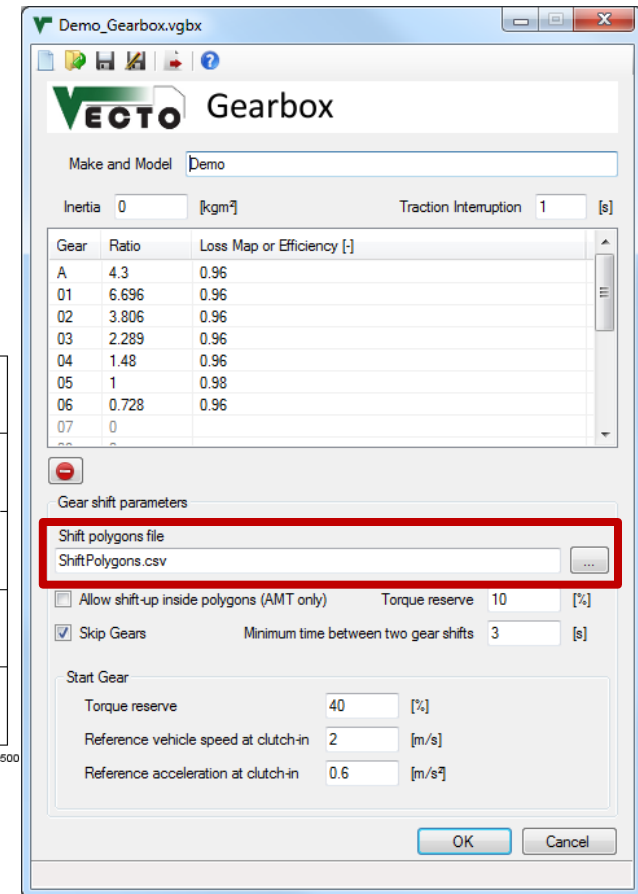 Demo_Gearbox.vgbx
VECTO Gearbox
Make and Model Demo
Inertia 0 [kgm²] Traction Interruption 1 [s]
Gear Ratio Loss Map or Efficiency [-]
A 4.3 0.96
01 6.696 0.96
02 3.806 0.96
03 2.289 0.96
04 1.48 0.96
05 1 0.98
06 0.728 0.96
07 0
Gear shift parameters
Shift polygons file
ShiftPolygons.csv ...
Allow shift-up inside polygons (AMT only) Torque reserve 10 [%]
Skip Gears Minimum time between two gear shifts 3 [s]
Start Gear
Torque reserve 40 [%]
Reference vehicle speed at clutch-in 2 [m/s]
500
Reference acceleration at clutch-in 0.6 [m/s²]
OK Cancel